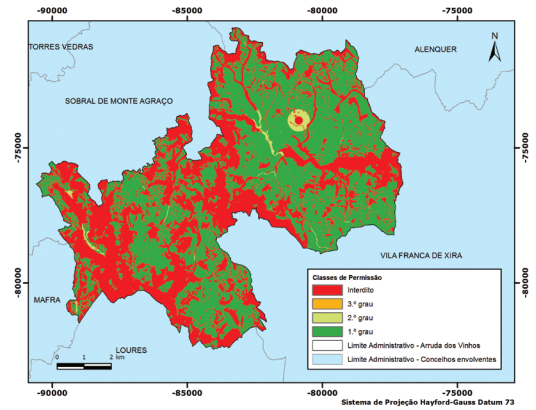 -90000 -85000 -80000 -75000
TORRES VEDRAS
ALENQUER
N
SOBRAL DE MONTE AGRAÇO
-75000 -75000
VILA FRANCA DE XIRA
Classes de Permissão
Interdito
3.º grau
2.º grau
1.º grau
Limite Administrativo - Arruda dos Vinhos
Limite Administrativo - Concelhos envolventes
-80000 -80000
MAFRA
LOURES
0 1 2
km
-90000 -85000 -80000 -75000
Sistema de Projeção Hayford-Gauss Datum 73